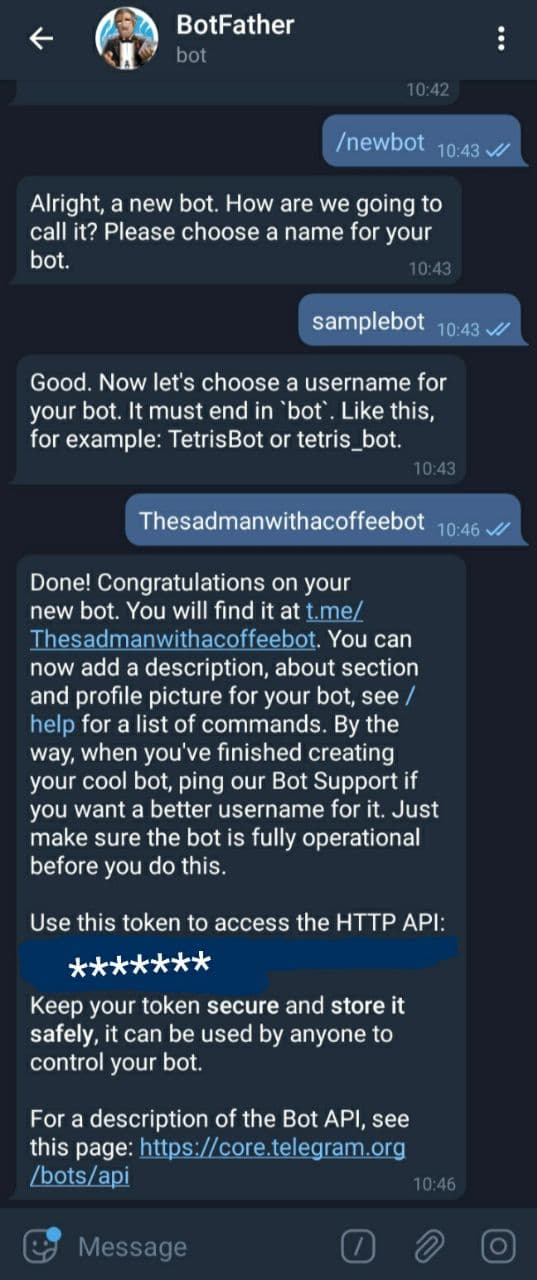 BotFather
bot
10:42
/newbot 10:43
Alright, a new bot. How are we going to
call it? Please choose a name for your
bot.
10:43
samplebot 10:43
Good. Now let's choose a username for
your bot. It must end in `bot`. Like this,
for example: TetrisBot or tetris_bot.
10:43
Thesadmanwithacoffeebot 10:46
Done! Congratulations on your
new bot. You will find it at t.me/
Thesadmanwithacoffeebot. You can
now add a description, about section
and profile picture for your bot, see /
help for a list of commands. By the
way, when you've finished creating
your cool bot, ping our Bot Support if
you want a better username for it. Just
make sure the bot is fully operational
before you do this.
Use this token to access the HTTP API:
*******
Keep your token secure and store it
safely, it can be used by anyone to
control your bot.
For a description of the Bot API, see
this page: https://core.telegram.org
/bots/api
10:46
Message